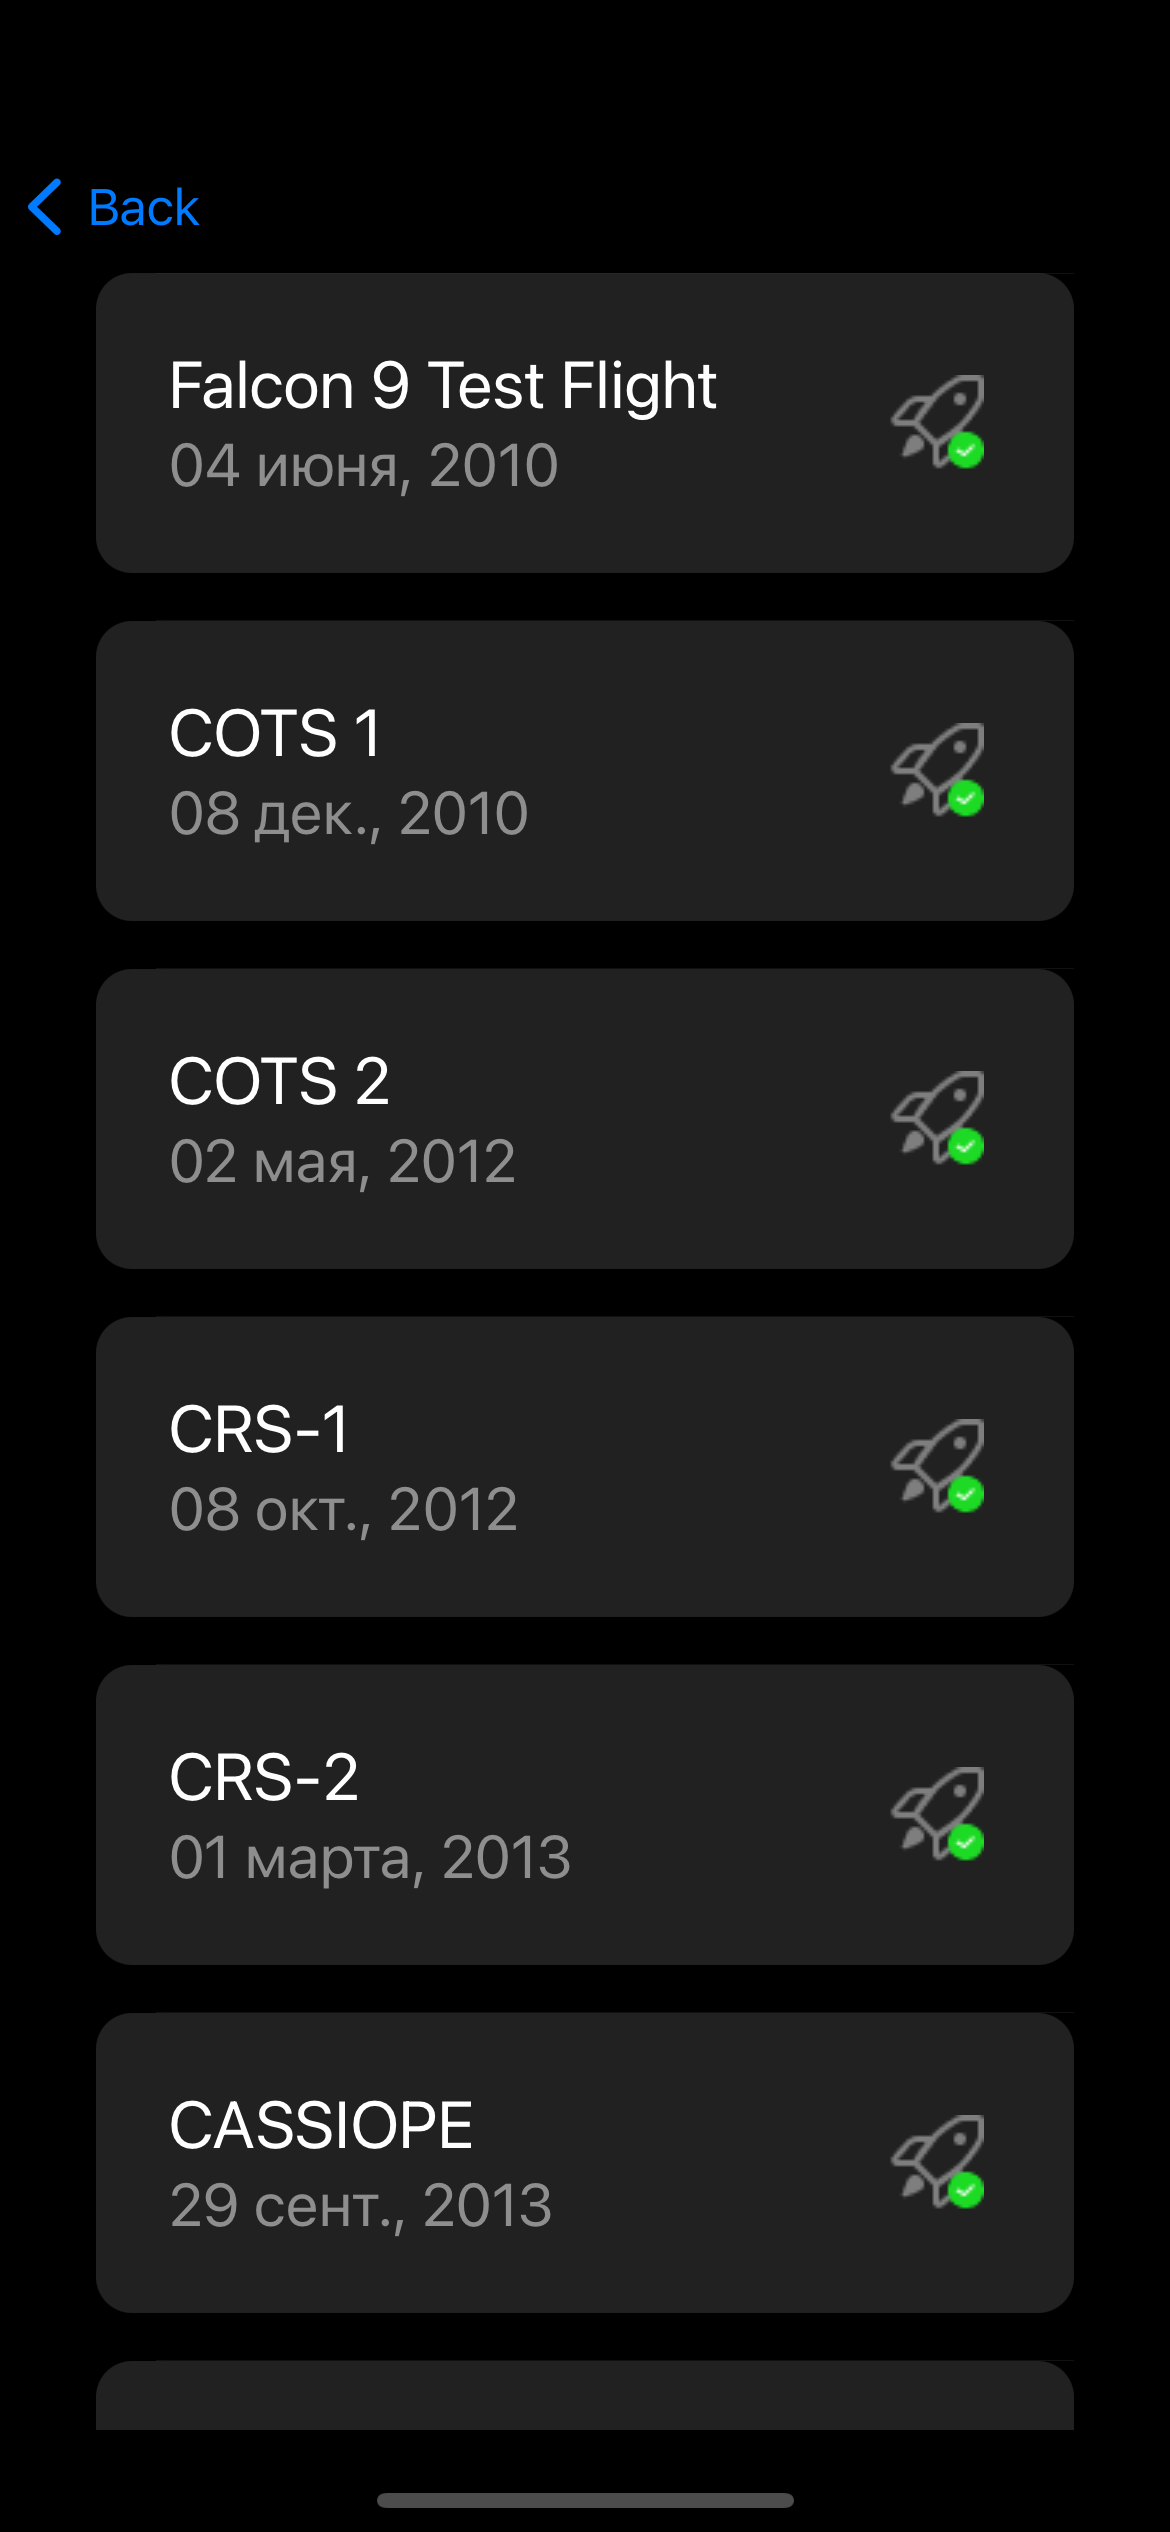 Back
Falcon 9 Test Flight
04 июня, 2010
COTS 1
08 дек., 2010
COTS 2
02 мая, 2012
CRS-1
08 окт., 2012
CRS-2
01 марта, 2013
CASSIOPE
29 сент., 2013